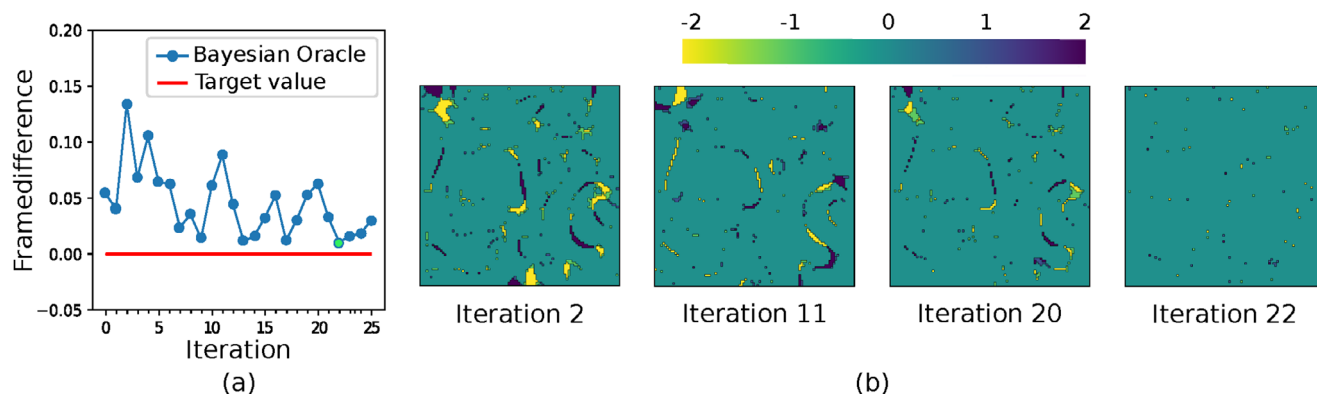 0.20
0.15
0.10
0.05
0.00
−0.05
Framedifference
Bayesian Oracle
Target value
0 5 10 15 20 25
Iteration
(a)
-2 -1 0 1 2
Iteration 2
Iteration 11
Iteration 20
Iteration 22
(b)